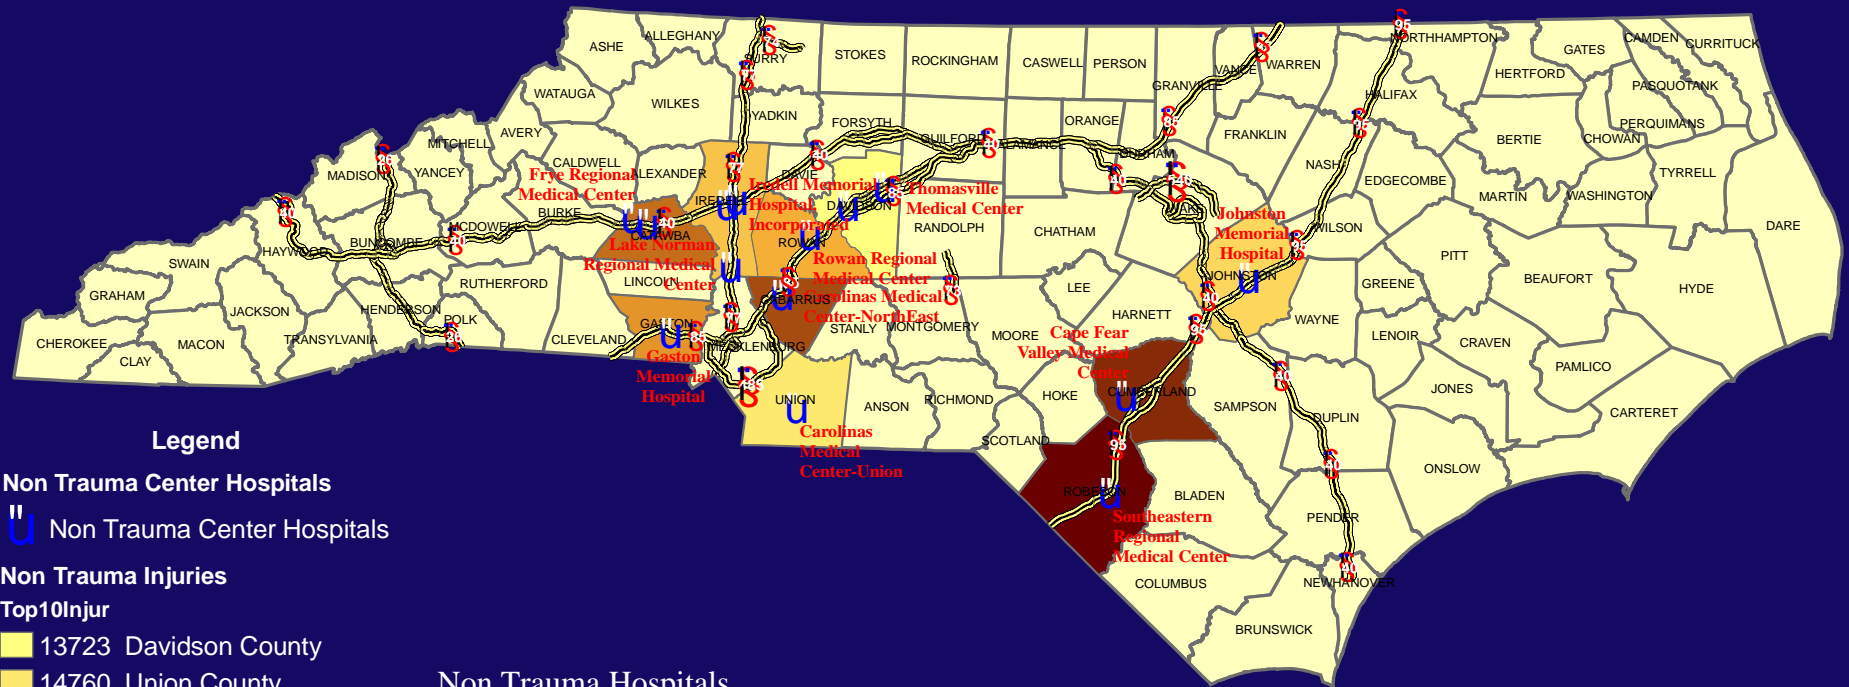 ASHE
ALLEGHANY
SURRY
STOKES
ROCKINGHAM
CASWELL
PERSON
GRANVILLE
VANCE
WARREN
NORTHHAMPTON
GATES
CAMDEN
CURRITUCK
HERTFORD
PASQUOTANK
WATAUGA
WILKES
YADKIN
FORSYTH
GUILFORD
ALAMANCE
ORANGE
DURHAM
FRANKLIN
HALIFAX
BERTIE
CHOWAN
PERQUIMANS
MITCHELL
AVERY
MADISON
YANCEY
CALDWELL
ALEXANDER
IREDELL
DAVIE
DAVIDSON
RANDOLPH
CHATHAM
WAKE
NASH
EDGECOMBE
MARTIN
WASHINGTON
TYRRELL
DARE
Frye Regional
Medical Center
Iredell Memorial
Hospital
Incorporated
Thomasville
Medical Center
Johnston
Memorial
Hospital
HAYWOOD
BUNCOMBE
MCDOWELL
BURKE
CATAWBA
ROWAN
WILSON
PITT
BEAUFORT
HYDE
Lake Norman
Regional Medical
Center
Rowan Regional
Medical Center
Carolinas Medical
Center-NorthEast
SWAIN
GRAHAM
JACKSON
HENDERSON
POLK
RUTHERFORD
LINCOLN
CABARRUS
STANLY
MONTGOMERY
MOORE
LEE
HARNETT
JOHNSTON
GREENE
WAYNE
LENOIR
CRAVEN
PAMLICO
CHEROKEE
CLAY
MACON
TRANSYLVANIA
CLEVELAND
GASTON
MECKLENBURG
Gaston
Memorial
Hospital
Cape Fear
Valley Medical
Center
UNION
ANSON
RICHMOND
SCOTLAND
HOKE
CUMBERLAND
SAMPSON
DUPLIN
JONES
CARTERET
ONSLOW
Carolinas
Medical
Center-Union
ROBESON
BLADEN
PENDER
Southeastern
Regional
Medical Center
COLUMBUS
NEWHANOVER
BRUNSWICK
Legend
Non Trauma Center Hospitals
Non Trauma Center Hospitals
Non Trauma Injuries
Top10Injur
13723 Davidson County
14760 Union County
Non Trauma Hospitals